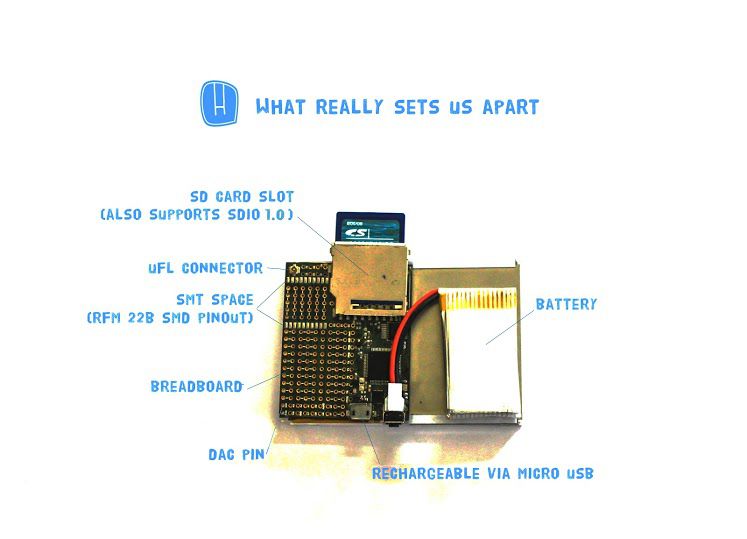 What really sets us apart
SD CARD SLOT
(ALSO SUPPORTS SDIO 1.0)
uFL CONNECTOR
SMT SPACE
(RFM 22B SMD PINOUT)
BATTERY
BREADBOARD
DAC PIN
RECHARGEABLE VIA MICRO USB